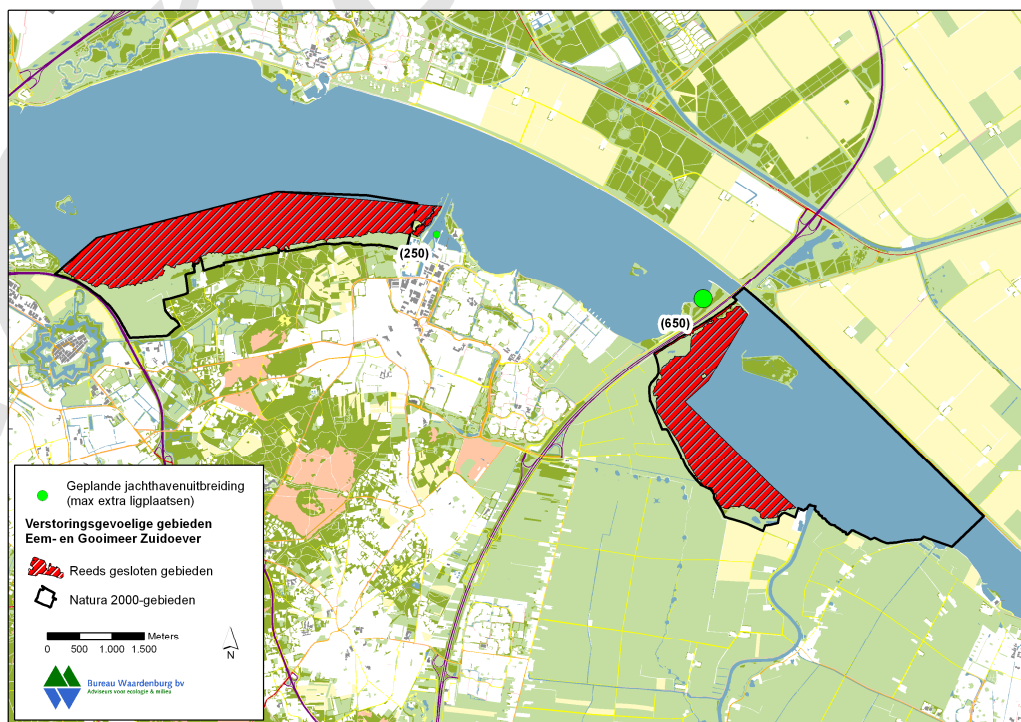 (250)
(650)
Geplande jachthavenuitbreiding
(max extra ligplaatsen)
Verstoringsgevoelige gebieden
Eem- en Gooimeer Zuidoever
Reeds gesloten gebieden
Natura 2000-gebieden
Meters
0 500 1.000 1.500
N
Bureau Waardenburg bv
Adviseurs voor ecologie & milieu